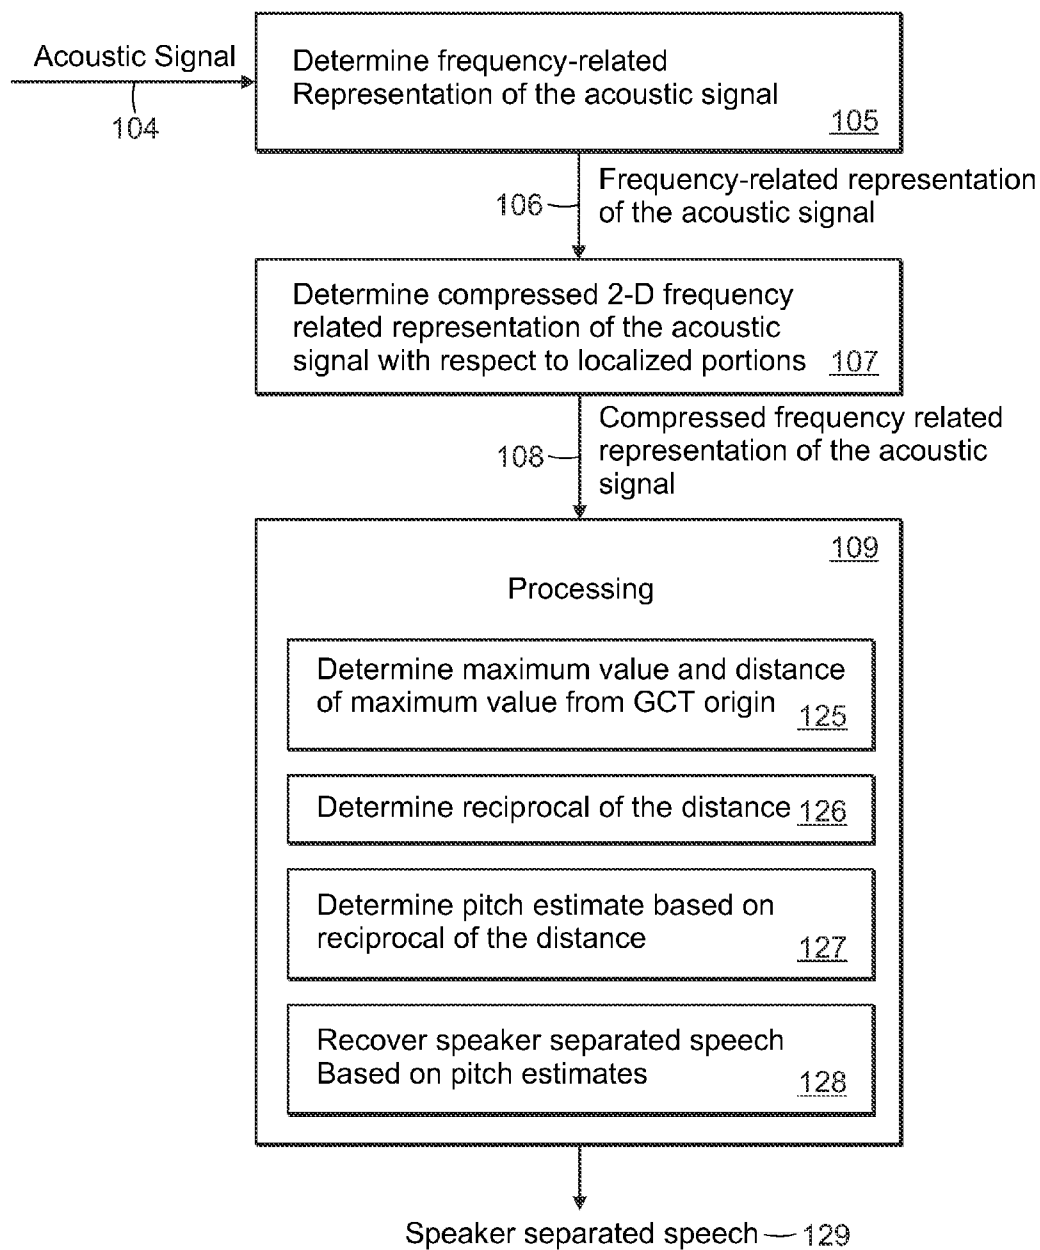 Acoustic Signal
104
Determine frequency-related
Representation of the acoustic signal
105
106
Frequency-related representation
of the acoustic signal
Determine compressed 2-D frequency
related representation of the acoustic
signal with respect to localized portions
107
108
Compressed frequency related
representation of the acoustic
signal
109
Processing
Determine maximum value and distance
of maximum value from GCT origin
125
Determine reciprocal of the distance
126
Determine pitch estimate based on
reciprocal of the distance
127
Recover speaker separated speech
Based on pitch estimates
128
Speaker separated speech
129